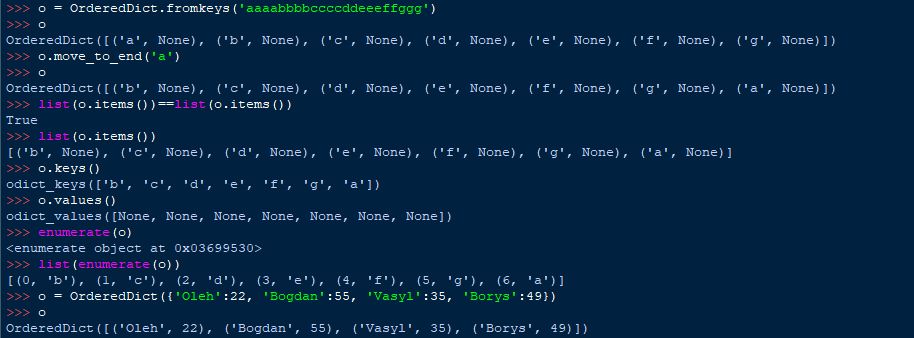 >>> o = OrderedDict.fromkeys('aaaabbbbccccddeeeffggg')
>>> o
OrderedDict([('a', None), ('b', None), ('c', None), ('d', None), ('e', None), ('f', None), ('g', None)])
>>> o.move_to_end('a')
>>> o
OrderedDict([('b', None), ('c', None), ('d', None), ('e', None), ('f', None), ('g', None), ('a', None)])
>>> list(o.items())==list(o.items())
True
>>> list(o.items())
[('b', None), ('c', None), ('d', None), ('e', None), ('f', None), ('g', None), ('a', None)]
>>> o.keys()
odict_keys(['b', 'c', 'd', 'e', 'f', 'g', 'a'])
>>> o.values()
odict_values([None, None, None, None, None, None, None])
>>> enumerate(o)
<enumerate object at 0x03699530>
>>> list(enumerate(o))
[(0, 'b'), (1, 'c'), (2, 'd'), (3, 'e'), (4, 'f'), (5, 'g'), (6, 'a')]
>>> o = OrderedDict({'Oleh':22, 'Bogdan':55, 'Vasyl':35, 'Borys':49})
>>> o
OrderedDict([('Oleh', 22), ('Bogdan', 55), ('Vasyl', 35), ('Borys', 49)])